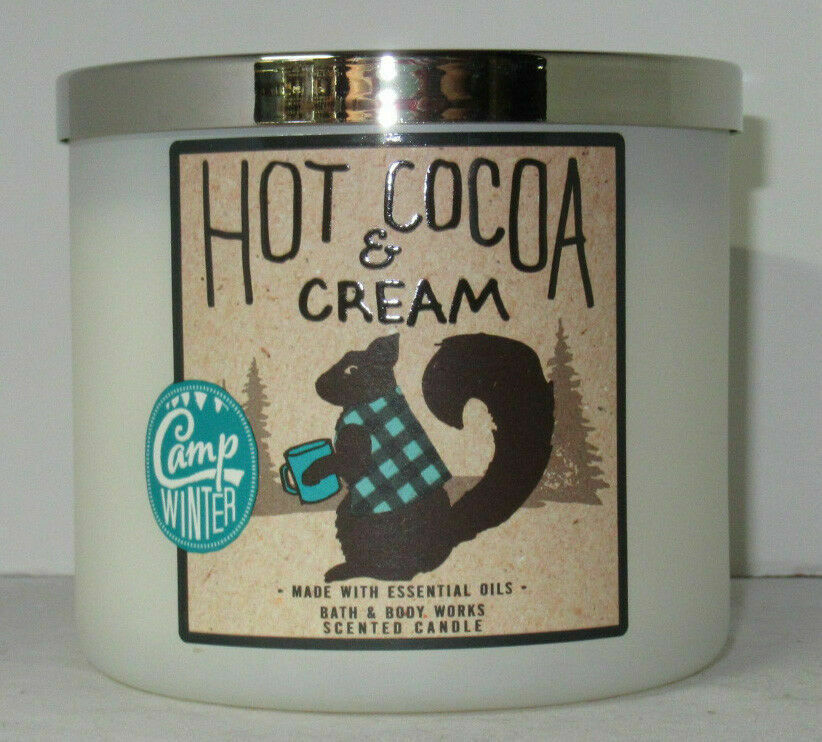 HOT COCOA
&
CREAM
Camp
WINTER
- MADE WITH ESSENTIAL OILS -
BATH & BODY WORKS
SCENTED CANDLE